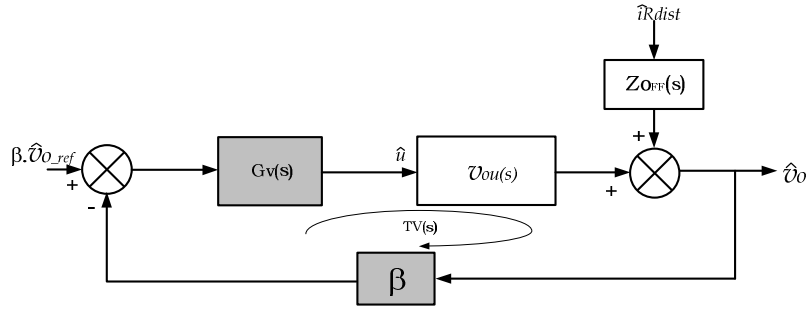 îRdist
ZoFF(s)
+
β.v̂o_ref
+
-
Gv(s)
û
vou(s)
+
v̂o
TV(s)
β